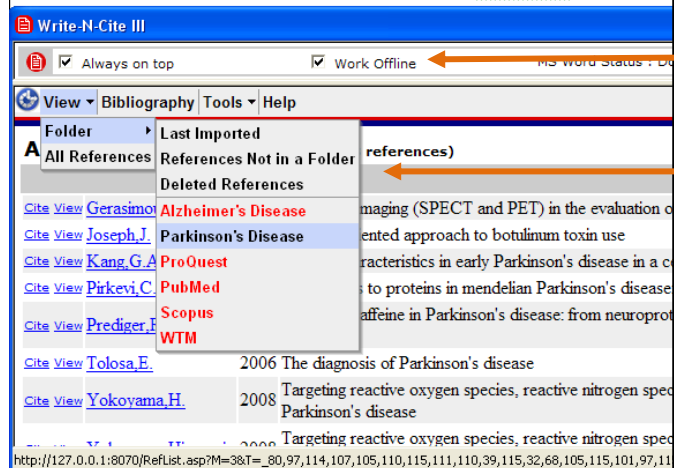 Write-N-Cite III
Always on top Work Offline MS Word Status :
View Bibliography Tools Help
Folder
All References
Last Imported
References Not in a Folder
Deleted References
Alzheimer's Disease
Parkinson's Disease
ProQuest
PubMed
Scopus
WTM
A references)
Cite View Gerasimou maging (SPECT and PET) in the evaluation o
Cite View Joseph,J. ented approach to botulinum toxin use
Cite View Kang,G.A racteristics in early Parkinson's disease in a c
Cite View Pirkevi,C. s to proteins in mendelian Parkinson's disease
Cite View Prediger, affeine in Parkinson's disease: from neuroprot
Cite View Tolosa,E. 2006 The diagnosis of Parkinson's disease
Cite View Yokoyama,H. 2008 Targeting reactive oxygen species, reactive nitrogen spec
Parkinson's disease
Targeting reactive oxygen species, reactive nitrogen spec
http://127.0.0.1:8070/RefList.asp?M=3&T=_80,97,114,107,105,110,115,111,110,39,115,32,68,105,115,101,97,11